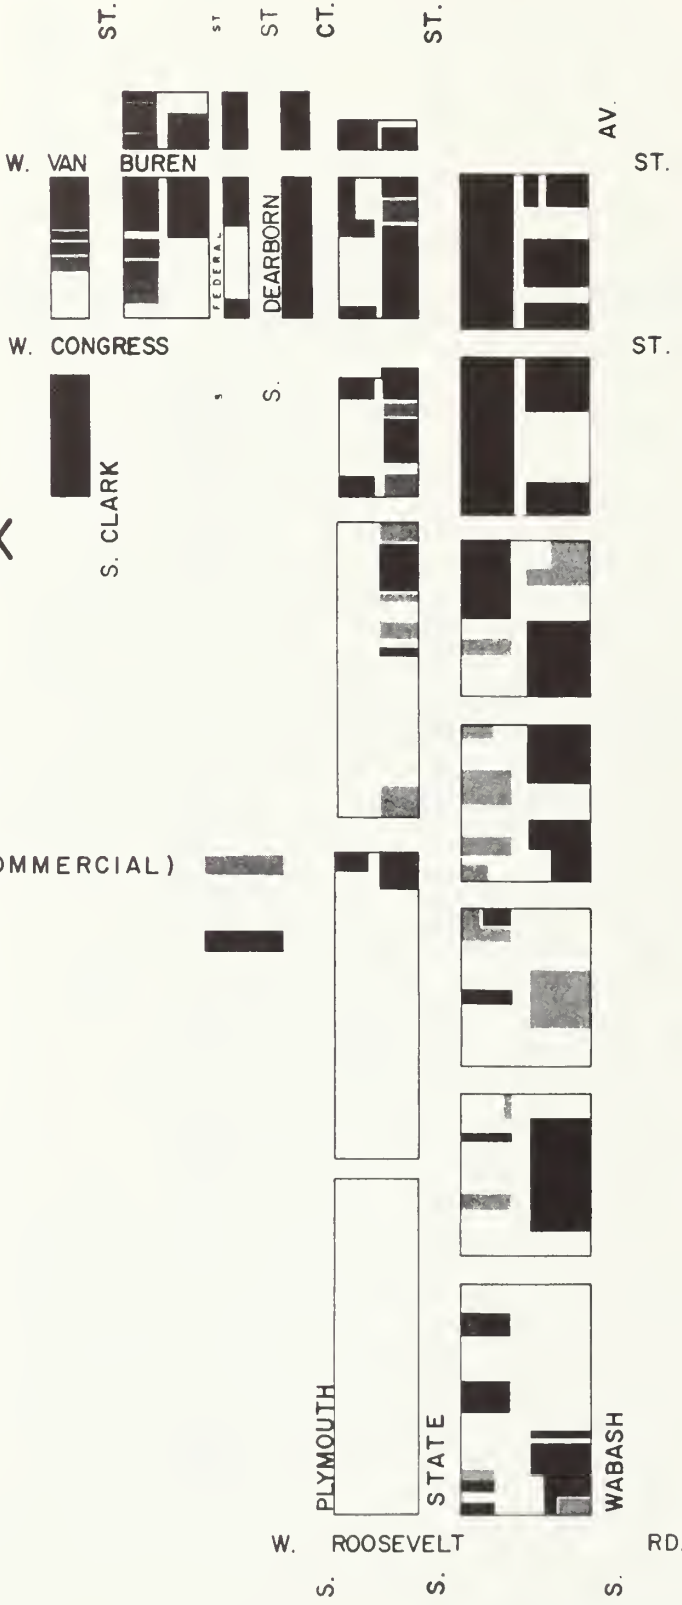 ST.
ST
ST
CT.
ST.
AV.
W. VAN BUREN ST.
FEDERAL
DEARBORN
W. CONGRESS ST.
S
S.
S. CLARK
OMMERCIAL)
PLYMOUTH
STATE
WABASH
W. ROOSEVELT RD.
S.
S.
S.